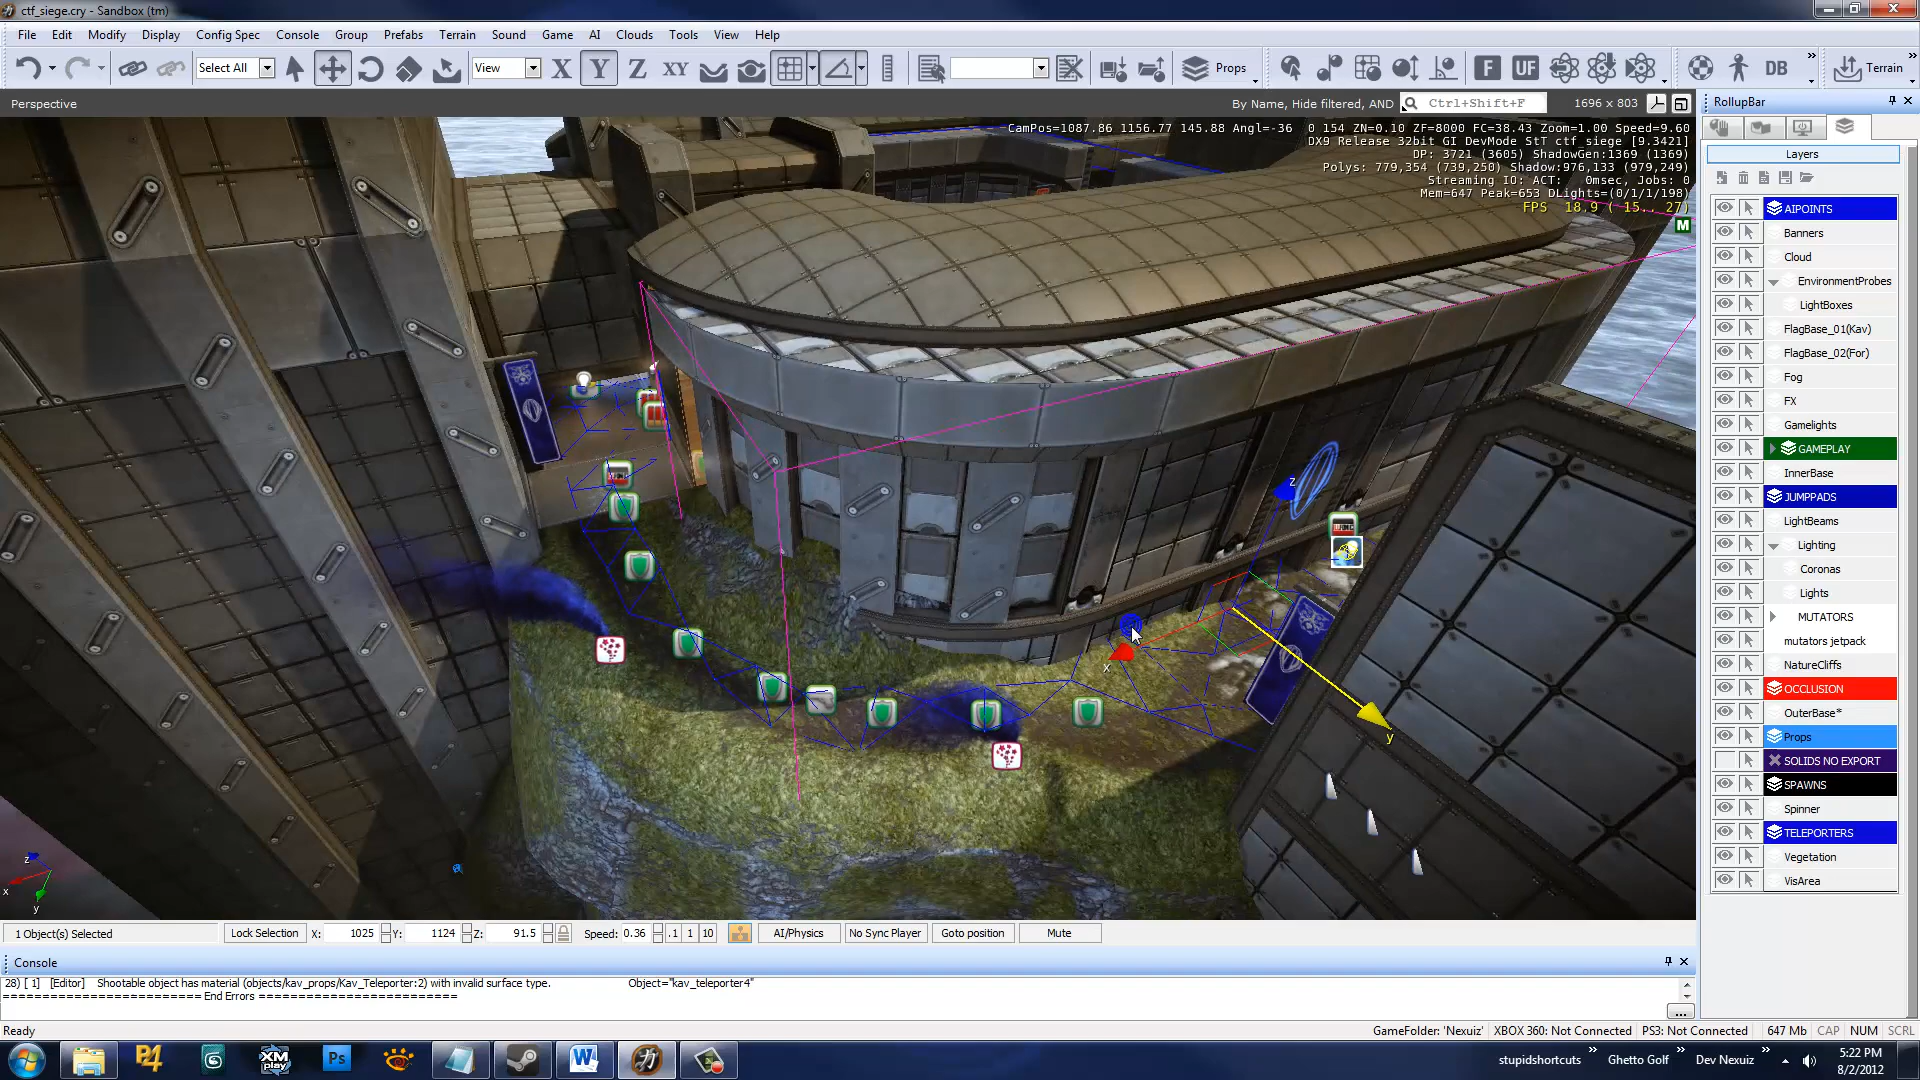 ctf_siege.cry - Sandbox (tm)
File Edit Modify Display Config Spec Console Group Prefabs Terrain Sound Game AI Clouds Tools View Help
Select All View X Y Z XY Props F UF DB Terrain
Perspective By Name, Hide filtered, AND Ctrl+Shift+F 1696 x 803
CamPos=1087.86 1156.77 145.88 Angl=-36 0 154 ZN=0.10 ZF=8000 FC=38.43 Zoom=1.00 Speed=9.60
DX9 Release 32bit GI DevMode StT ctf_siege [9.3421]
DP: 3721 (3605) ShadowGen:1369 (1369)
Polys: 779,354 (739,250) Shadow:976,133 (979,249)
Streaming IO: ACT: 0msec, Jobs: 0
Mem=647 Peak=653 DLights=(0/1/1/198)
FPS 18.9 ( 15.. 27)
M
z
x
y
z
x
y
RollupBar
Layers
AIPOINTS
Banners
Cloud
EnvironmentProbes
LightBoxes
FlagBase_01(Kav)
FlagBase_02(For)
Fog
FX
Gamelights
GAMEPLAY
InnerBase
JUMPPADS
LightBeams
Lighting
Coronas
Lights
MUTATORS
mutators jetpack
NatureCliffs
OCCLUSION
OuterBase*
Props
SOLIDS NO EXPORT
SPAWNS
Spinner
TELEPORTERS
Vegetation
VisArea
1 Object(s) Selected Lock Selection X: 1025 Y: 1124 Z: 91.5 Speed: 0.36 .1 1 10 AI/Physics No Sync Player Goto position Mute
Console
28) [ 1] [Editor] Shootable object has material (objects/kav_props/Kav_Teleporter:2) with invalid surface type. Object="kav_teleporter4"
========================= End Errors =========================
...
Ready GameFolder: 'Nexuiz' XBOX 360: Not Connected PS3: Not Connected 647 Mb CAP NUM SCRL
P4 XM play Ps W stupidshortcuts Ghetto Golf Dev Nexuiz 5:22 PM
8/2/2012